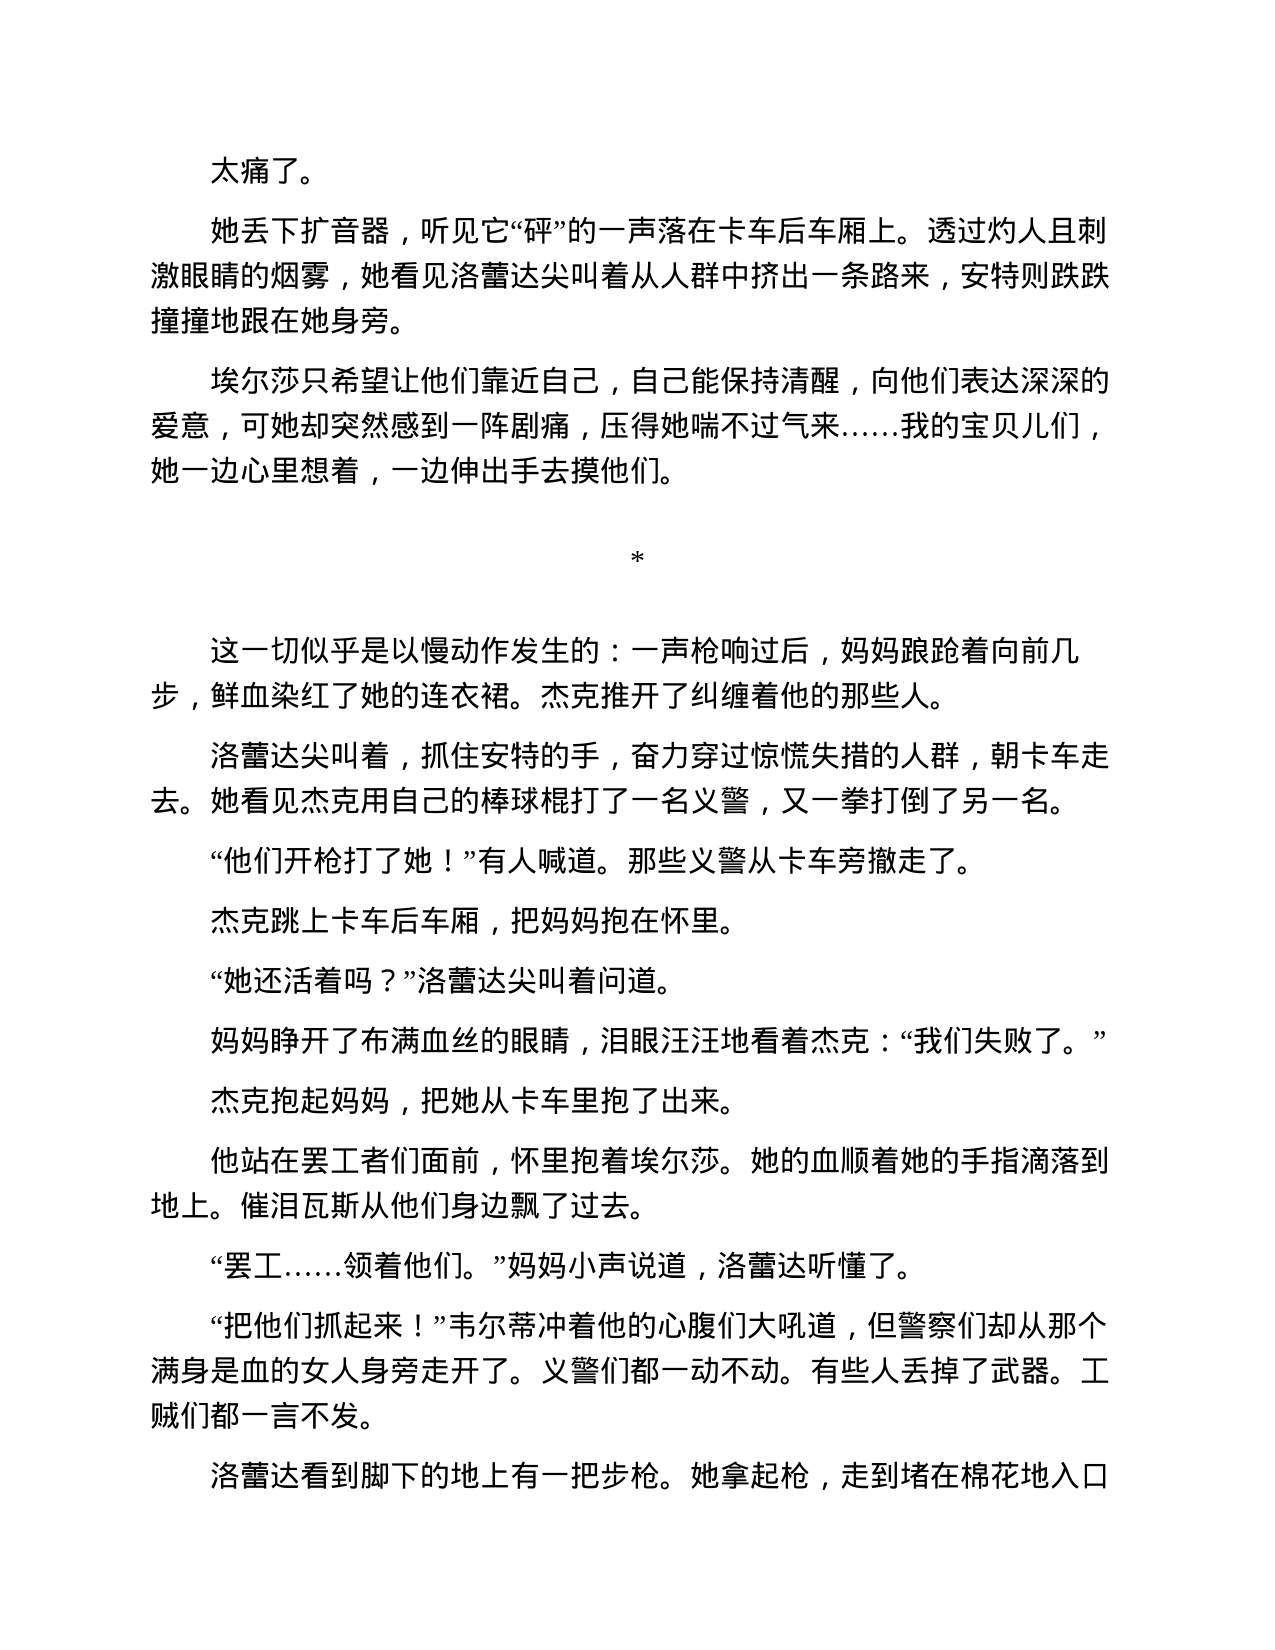 太痛了。
她丢下扩音器，听见它“砰”的一声落在卡车后车厢上。透过灼人且刺
激眼睛的烟雾，她看见洛蕾达尖叫着从人群中挤出一条路来，安特则跌跌
撞撞地跟在她身旁。
埃尔莎只希望让他们靠近自己，自己能保持清醒，向他们表达深深的
爱意，可她却突然感到一阵剧痛，压得她喘不过气来……我的宝贝儿们，
她一边心里想着，一边伸出手去摸他们。
*
这一切似乎是以慢动作发生的：一声枪响过后，妈妈踉跄着向前几
步，鲜血染红了她的连衣裙。杰克推开了纠缠着他的那些人。
洛蕾达尖叫着，抓住安特的手，奋力穿过惊慌失措的人群，朝卡车走
去。她看见杰克用自己的棒球棍打了一名义警，又一拳打倒了另一名。
“他们开枪打了她！”有人喊道。那些义警从卡车旁撤走了。
杰克跳上卡车后车厢，把妈妈抱在怀里。
“她还活着吗？”洛蕾达尖叫着问道。
妈妈睁开了布满血丝的眼睛，泪眼汪汪地看着杰克：“我们失败了。”
杰克抱起妈妈，把她从卡车里抱了出来。
他站在罢工者们面前，怀里抱着埃尔莎。她的血顺着她的手指滴落到
地上。催泪瓦斯从他们身边飘了过去。
“罢工……领着他们。”妈妈小声说道，洛蕾达听懂了。
“把他们抓起来！”韦尔蒂冲着他的心腹们大吼道，但警察们却从那个
满身是血的女人身旁走开了。义警们都一动不动。有些人丢掉了武器。工
贼们都一言不发。
洛蕾达看到脚下的地上有一把步枪。她拿起枪，走到堵在棉花地入口